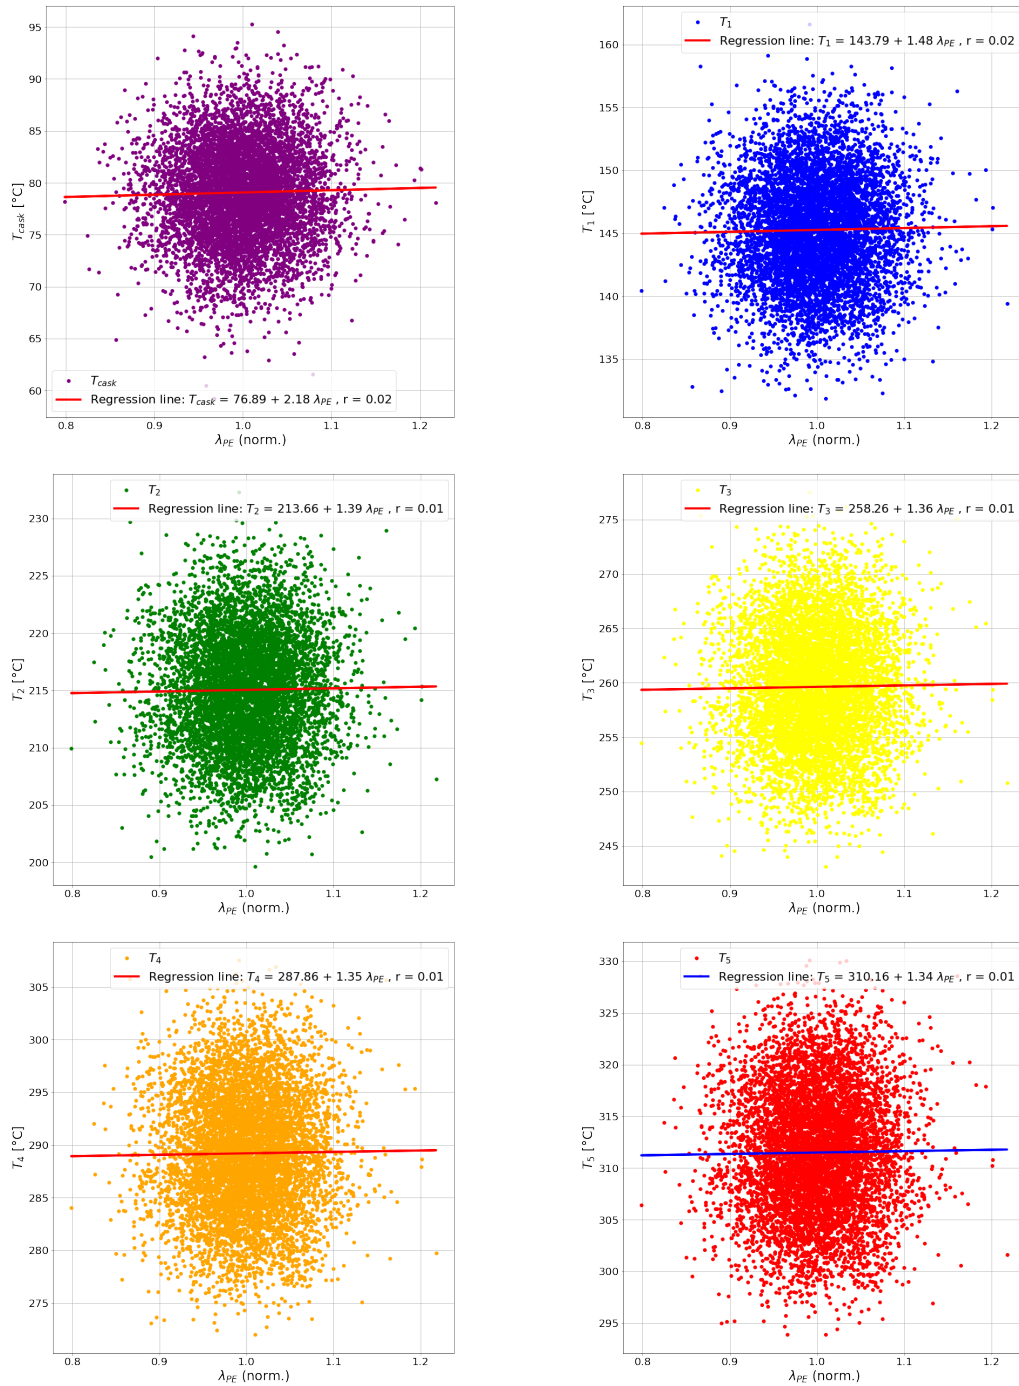 95
90
85
80
75
70
65
60
T_cask [°C]
T_cask
Regression line: T_cask = 76.89 + 2.18 λ_PE , r = 0.02
0.8 0.9 1.0 1.1 1.2
λ_PE (norm.)
160
155
150
145
140
135
T_1 [°C]
T_1
Regression line: T_1 = 143.79 + 1.48 λ_PE , r = 0.02
0.8 0.9 1.0 1.1 1.2
λ_PE (norm.)
230
225
220
215
210
205
200
T_2 [°C]
T_2
Regression line: T_2 = 213.66 + 1.39 λ_PE , r = 0.01
0.8 0.9 1.0 1.1 1.2
λ_PE (norm.)
275
270
265
260
255
250
245
T_3 [°C]
T_3
Regression line: T_3 = 258.26 + 1.36 λ_PE , r = 0.01
0.8 0.9 1.0 1.1 1.2
λ_PE (norm.)
305
300
295
290
285
280
275
T_4 [°C]
T_4
Regression line: T_4 = 287.86 + 1.35 λ_PE , r = 0.01
0.8 0.9 1.0 1.1 1.2
λ_PE (norm.)
330
325
320
315
310
305
300
295
T_5 [°C]
T_5
Regression line: T_5 = 310.16 + 1.34 λ_PE , r = 0.01
0.8 0.9 1.0 1.1 1.2
λ_PE (norm.)